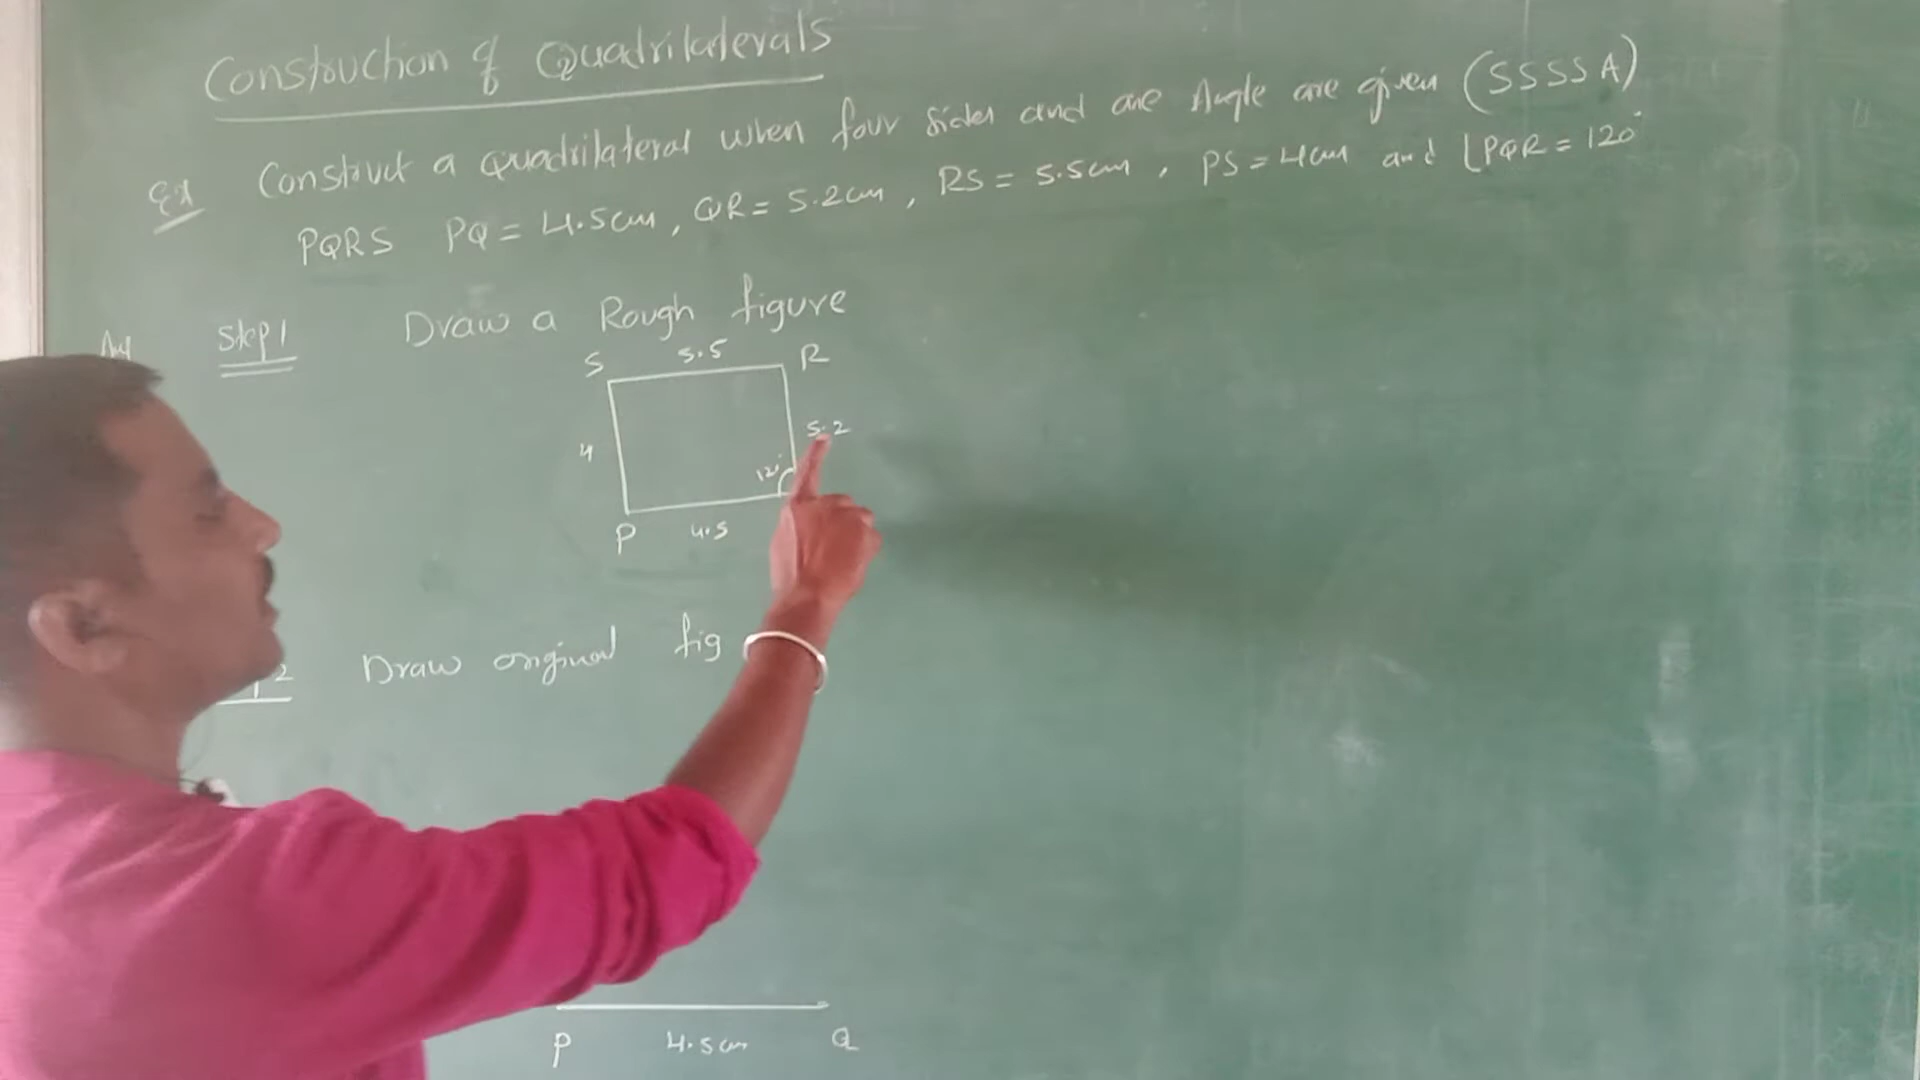 Construction of Quadrilaterals
Ex Construct a quadrilateral when four sides and one Angle are given (SSSSA)
PQRS PQ = 4.5cm, QR = 5.2cm, RS = 5.5cm, PS = 4cm and ∠PQR = 120°
Step 1 Draw a Rough figure
S 5.5 R
4 5.2
120°
P 4.5
2 Draw original fig
P 4.5cm Q